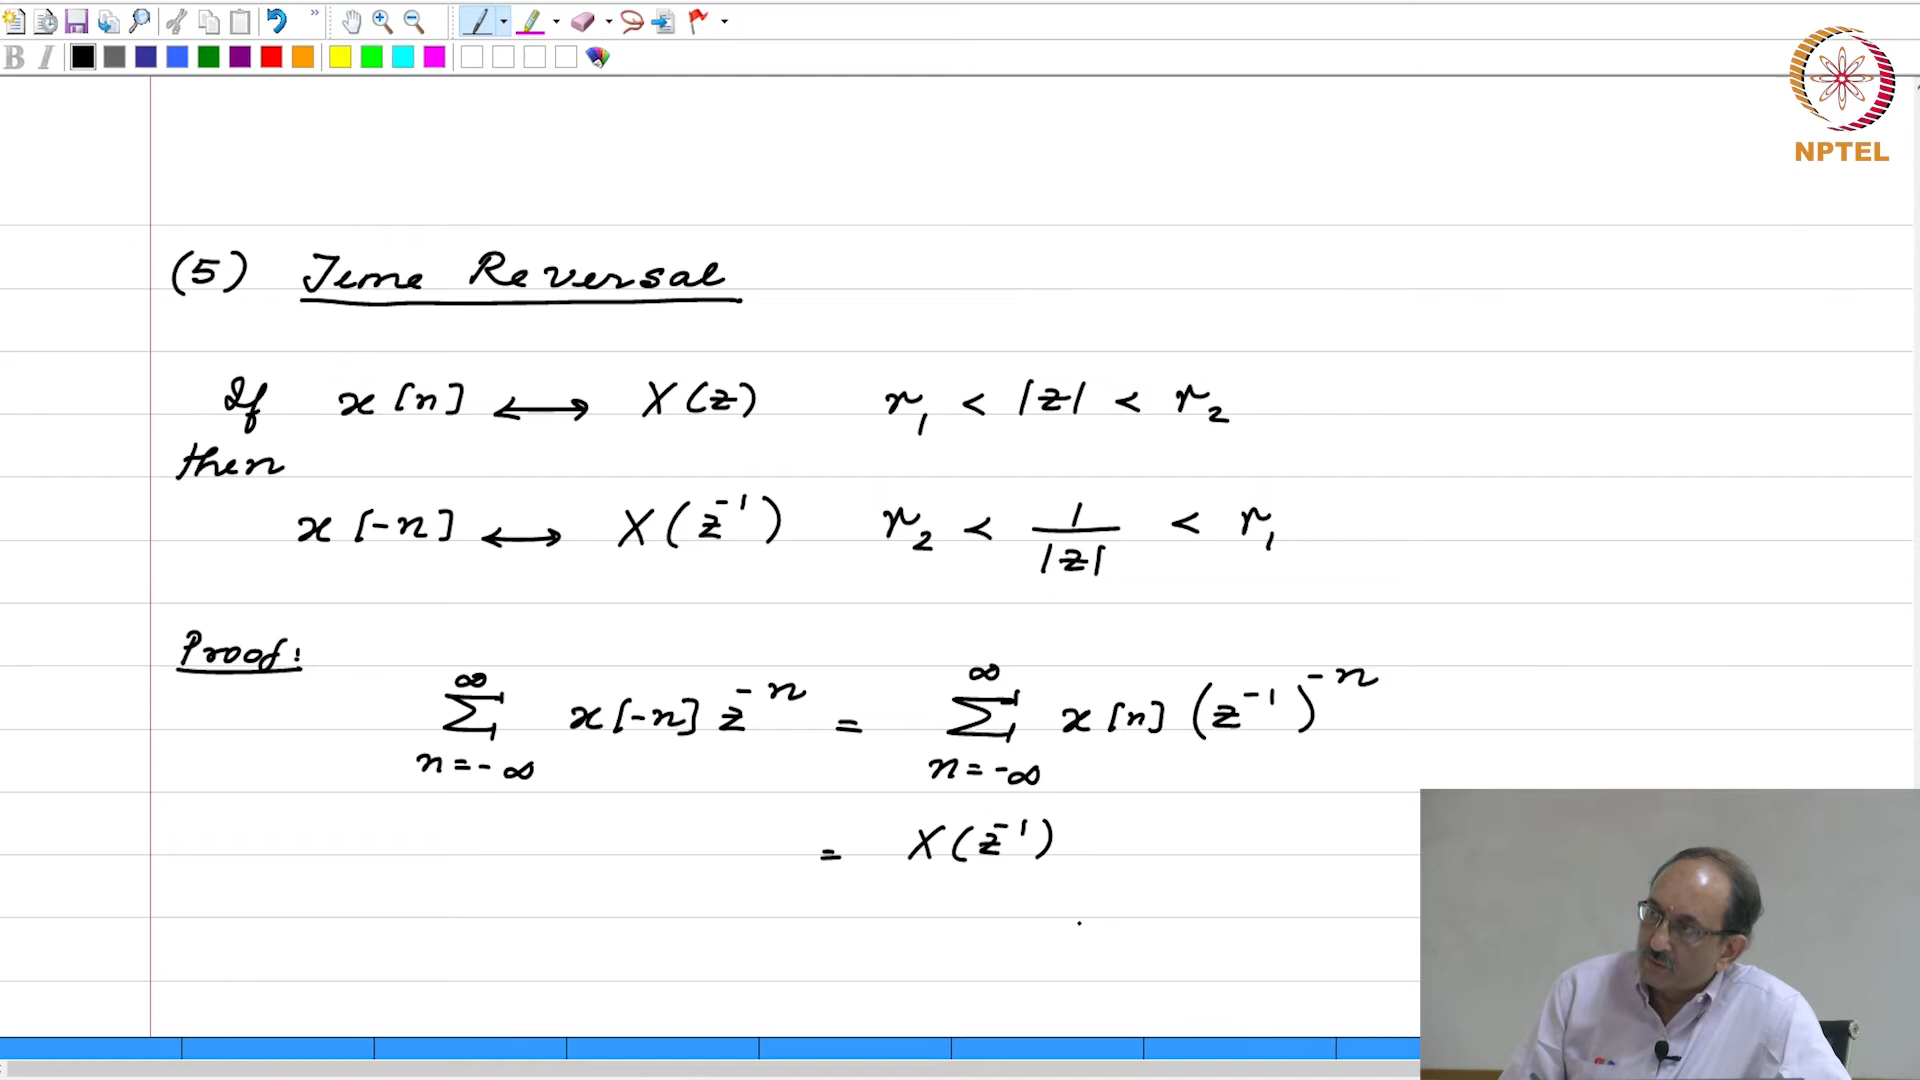 NPTEL
(5) Time Reversal
If x[n] ⟷ X(z) r₁ < |z| < r₂
then
x[-n] ⟷ X(z⁻¹) r₂ < 1/|z| < r₁
Proof:
∑_{n=-∞}^{∞} x[-n] z⁻ⁿ = ∑_{n=-∞}^{∞} x[n] (z⁻¹)⁻ⁿ
= X(z⁻¹)